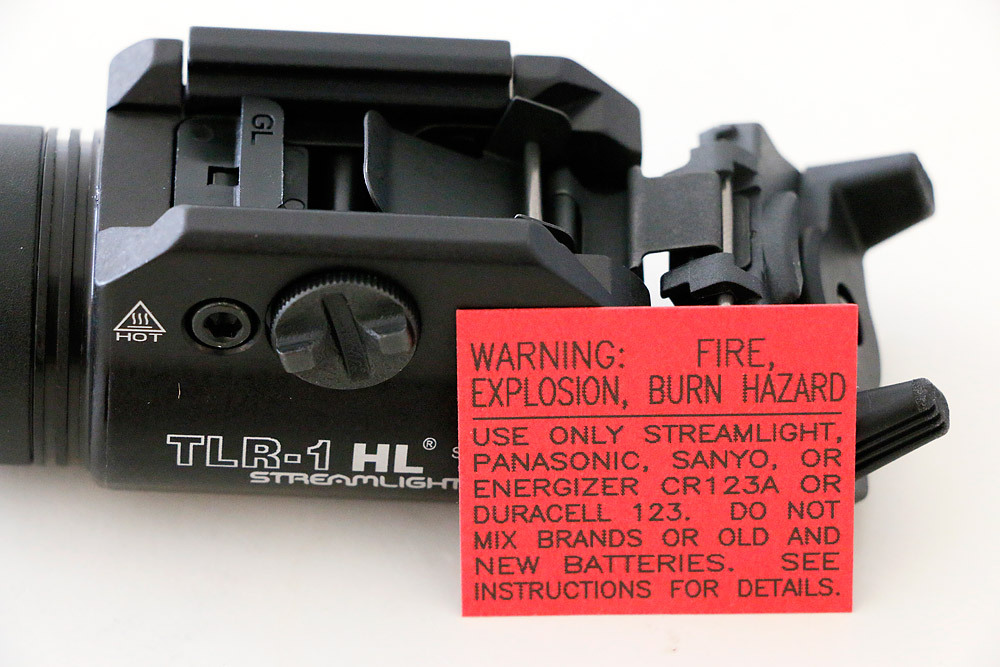 GL
HOT
TLR-1 HL®
STREAMLIGHT
WARNING: FIRE,
EXPLOSION, BURN HAZARD
USE ONLY STREAMLIGHT,
PANASONIC, SANYO, OR
ENERGIZER CR123A OR
DURACELL 123. DO NOT
MIX BRANDS OR OLD AND
NEW BATTERIES. SEE
INSTRUCTIONS FOR DETAILS.